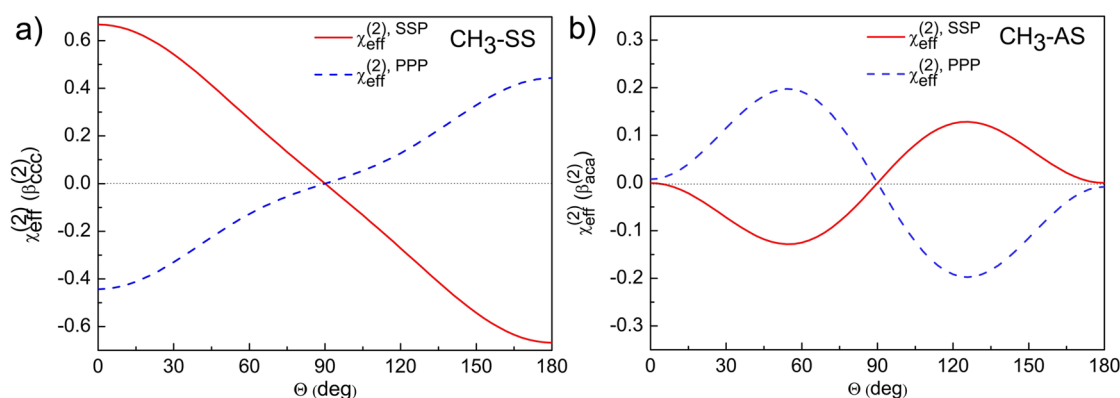 a)
CH3-SS
χeff(2), SSP
χeff(2), PPP
χeff(2) (βccc(2))
0.6
0.4
0.2
0.0
-0.2
-0.4
-0.6
0 30 60 90 120 150 180
Θ (deg)
b)
CH3-AS
χeff(2), SSP
χeff(2), PPP
χeff(2) (βaca(2))
0.3
0.2
0.1
0.0
-0.1
-0.2
-0.3
0 30 60 90 120 150 180
Θ (deg)